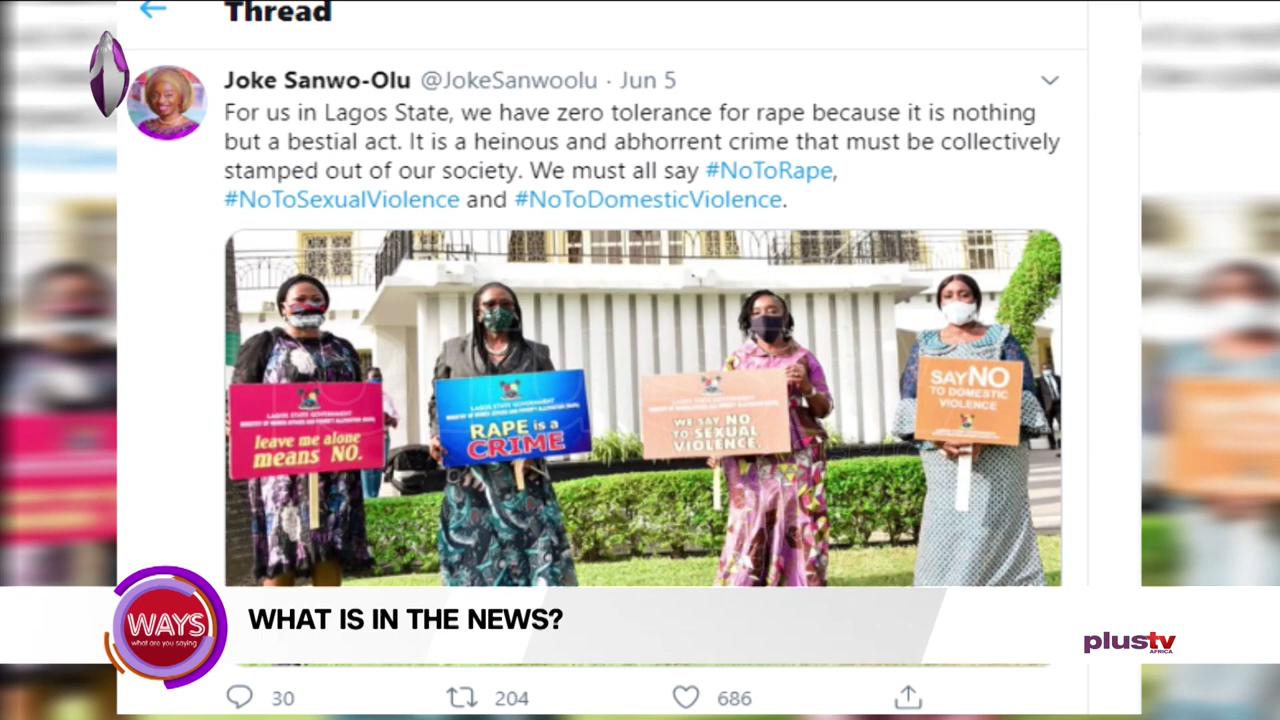 Thread
Joke Sanwo-Olu @JokeSanwoolu · Jun 5
For us in Lagos State, we have zero tolerance for rape because it is nothing
but a bestial act. It is a heinous and abhorrent crime that must be collectively
stamped out of our society. We must all say #NoToRape,
#NoToSexualViolence and #NoToDomesticViolence.
LAGOS STATE GOVERNMENT
leave me alone
means NO.
LAGOS STATE GOVERNMENT
RAPE is a
CRIME
LAGOS STATE GOVERNMENT
WE SAY NO
TO SEXUAL
VIOLENCE.
SAY NO
TO DOMESTIC
VIOLENCE
WAYS
what are you saying
WHAT IS IN THE NEWS?
plustv
AFRICA
30
204
686